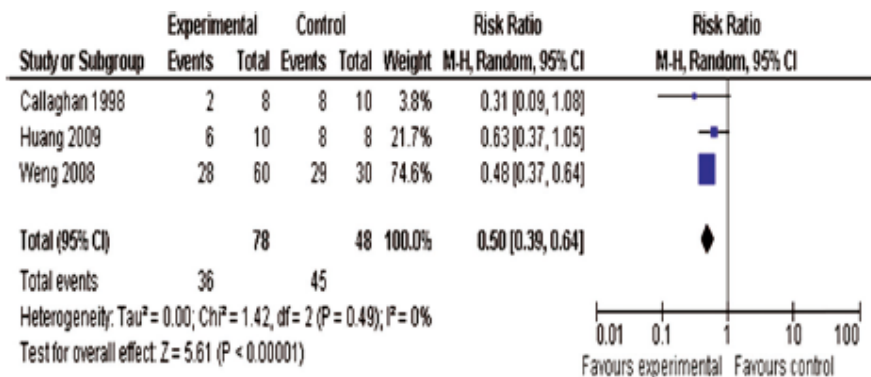 Experimental Control Risk Ratio Risk Ratio
Study or Subgroup Events Total Events Total Weight M-H, Random, 95% CI M-H, Random, 95% CI
Callaghan 1998 2 8 8 10 3.8% 0.31 [0.09, 1.08]
Huang 2009 6 10 8 8 21.7% 0.63 [0.37, 1.05]
Weng 2008 28 60 29 30 74.6% 0.48 [0.37, 0.64]
Total (95% CI) 78 48 100.0% 0.50 [0.39, 0.64]
Total events 36 45
Heterogeneity: Tau² = 0.00; Chi² = 1.42, df = 2 (P = 0.49); I² = 0%
Test for overall effect: Z = 5.61 (P < 0.00001)
0.01 0.1 1 10 100
Favours experimental Favours control